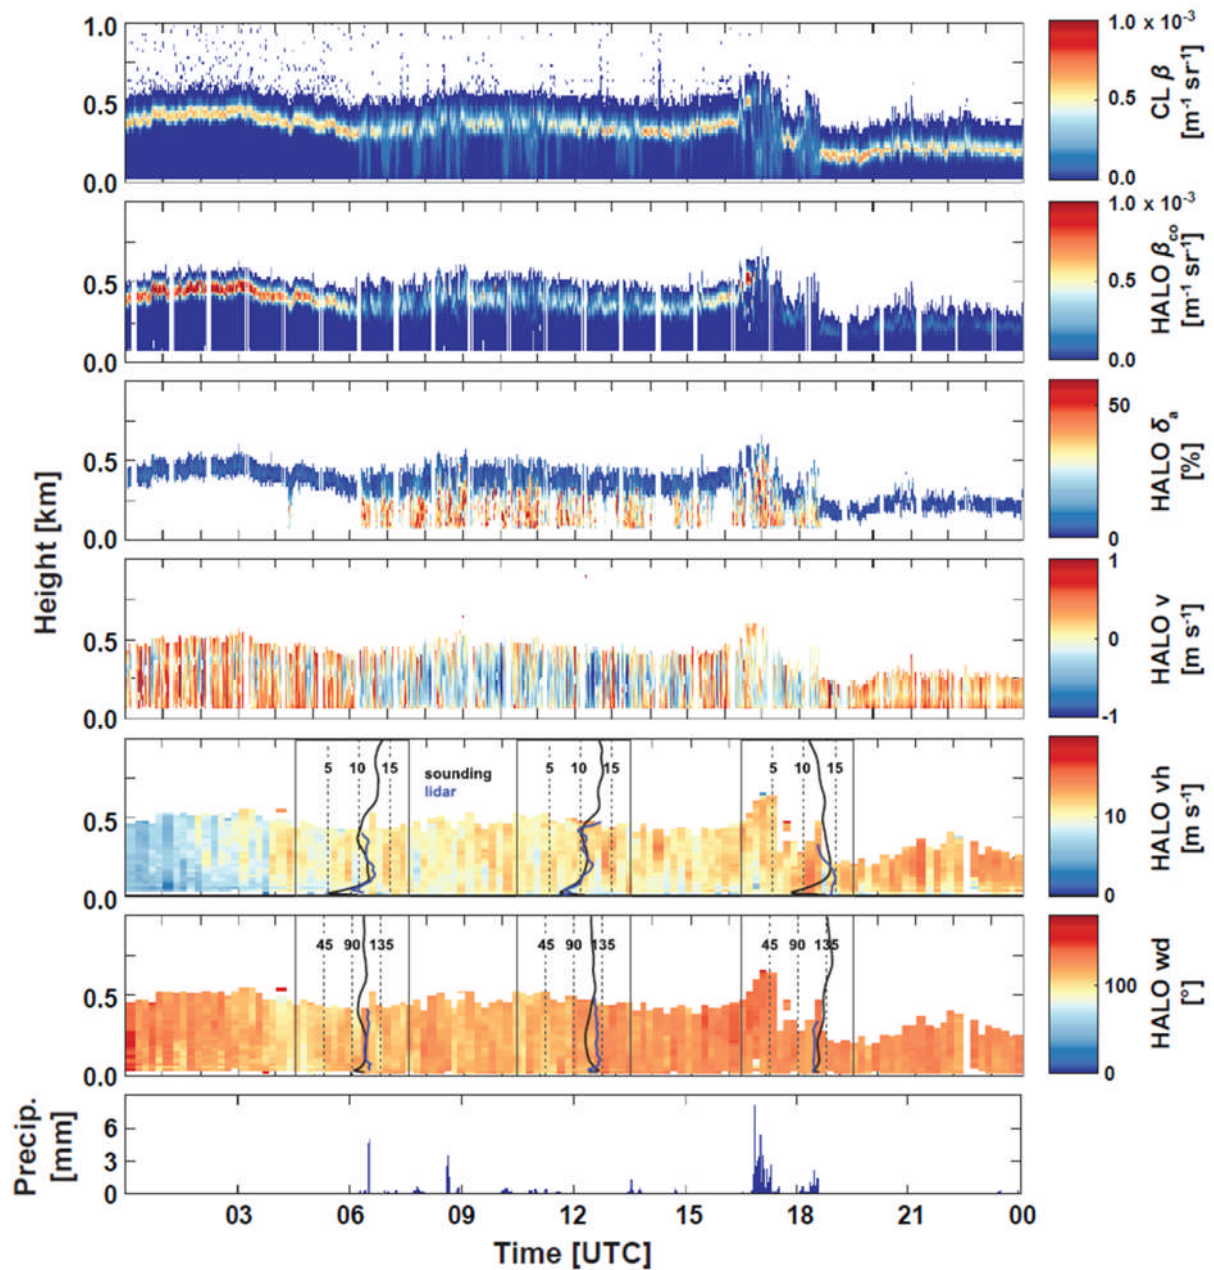 1.0
0.5
0.0
1.0 x 10⁻³
0.5
0.0
CL β
[m⁻¹ sr⁻¹]
0.5
0.0
1.0 x 10⁻³
0.5
0.0
HALO β_co
[m⁻¹ sr⁻¹]
0.5
0.0
50
0
HALO δ_a
[%]
Height [km]
0.5
0.0
1
0
-1
HALO v
[m s⁻¹]
0.5
0.0
5 10 15
sounding
lidar
5 10 15
5 10 15
10
0
HALO vh
[m s⁻¹]
0.5
0.0
45 90 135
45 90 135
45 90 135
100
0
HALO wd
[°]
Precip.
[mm]
6
3
0
03 06 09 12 15 18 21 00
Time [UTC]